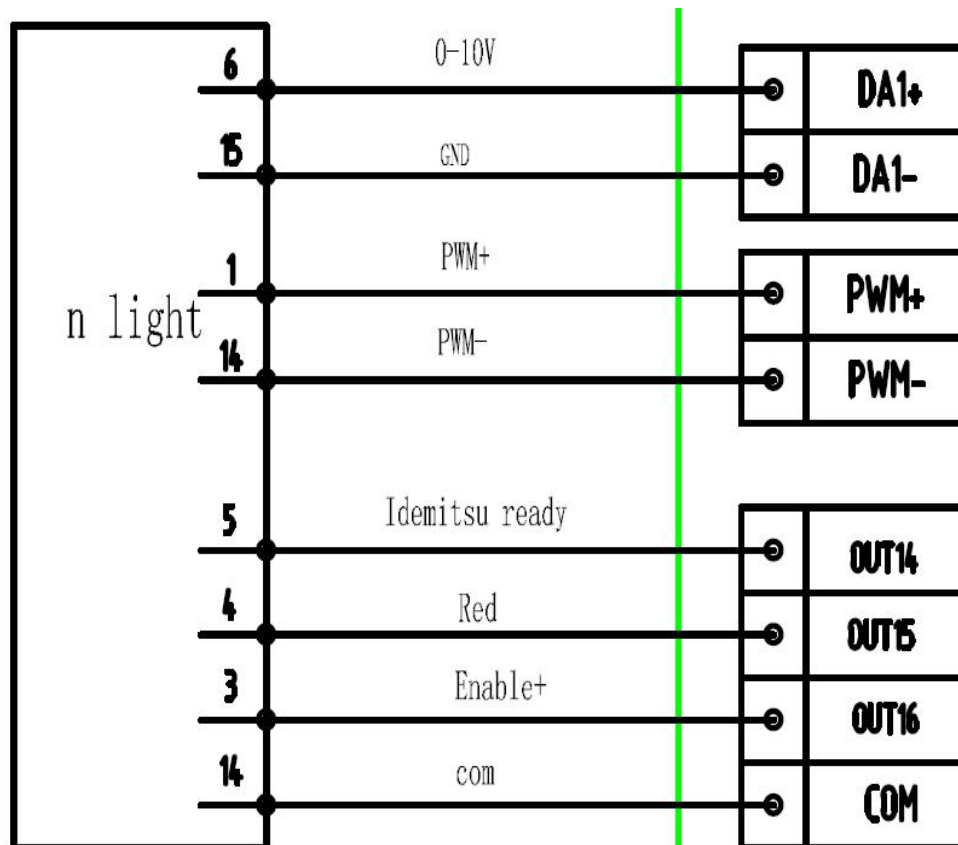 6 0-10V DA1+
15 GND DA1-
1 PWM+ PWM+
n light
14 PWM- PWM-
5 Idemitsu ready OUT14
4 Red OUT15
3 Enable+ OUT16
14 com COM